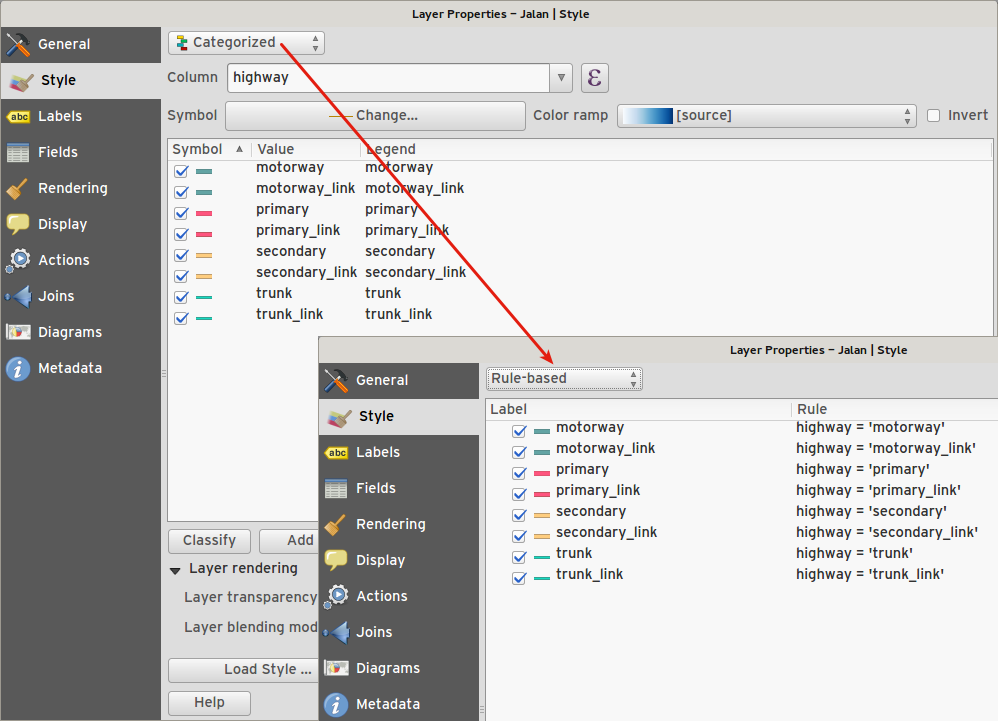 Layer Properties – Jalan | Style
General
Style
Labels
Fields
Rendering
Display
Actions
Joins
Diagrams
Metadata
Categorized
Column highway ε
Symbol Change... Color ramp [source] Invert
Symbol Value Legend
motorway motorway
motorway_link motorway_link
primary primary
primary_link primary_link
secondary secondary
secondary_link secondary_link
trunk trunk
trunk_link trunk_link
Classify Add
Layer rendering
Layer transparency
Layer blending mod
Load Style ...
Help
Layer Properties – Jalan | Style
General
Style
Labels
Fields
Rendering
Display
Actions
Joins
Diagrams
Metadata
Rule-based
Label Rule
motorway highway = 'motorway'
motorway_link highway = 'motorway_link'
primary highway = 'primary'
primary_link highway = 'primary_link'
secondary highway = 'secondary'
secondary_link highway = 'secondary_link'
trunk highway = 'trunk'
trunk_link highway = 'trunk_link'